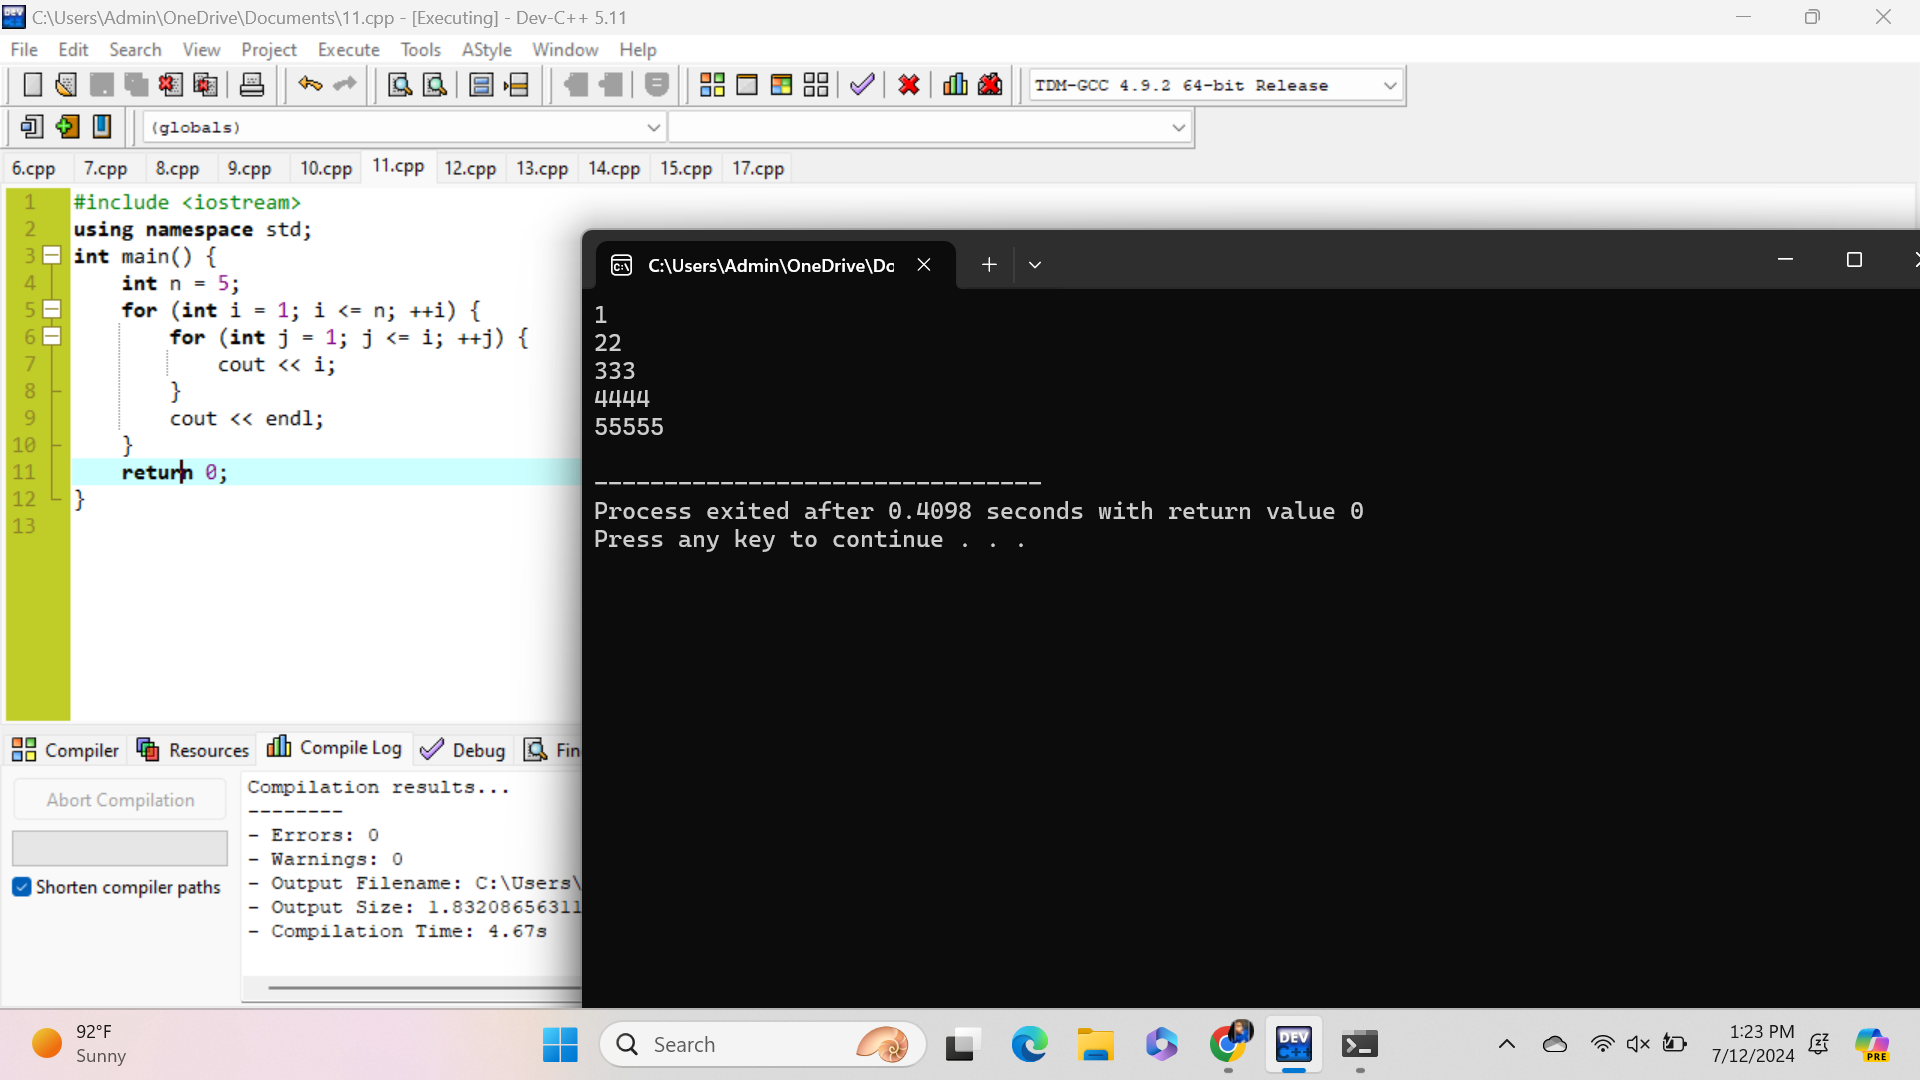 C:\Users\Admin\OneDrive\Documents\11.cpp - [Executing] - Dev-C++ 5.11
File Edit Search View Project Execute Tools AStyle Window Help
TDM-GCC 4.9.2 64-bit Release
(globals)
6.cpp 7.cpp 8.cpp 9.cpp 10.cpp 11.cpp 12.cpp 13.cpp 14.cpp 15.cpp 17.cpp
1 #include <iostream>
2 using namespace std;
3 int main() {
4 int n = 5;
5 for (int i = 1; i <= n; ++i) {
6 for (int j = 1; j <= i; ++j) {
7 cout << i;
8 }
9 cout << endl;
10 }
11 return 0;
12 }
13
C:\Users\Admin\OneDrive\Dc
1
22
333
4444
55555
--------------------------------
Process exited after 0.4098 seconds with return value 0
Press any key to continue . . .
Compiler Resources Compile Log Debug Fin
Abort Compilation
Shorten compiler paths
Compilation results...
--------
- Errors: 0
- Warnings: 0
- Output Filename: C:\Users\
- Output Size: 1.83208656311
- Compilation Time: 4.67s
92°F
Sunny
Search
DEV
C++
PRE
1:23 PM
7/12/2024